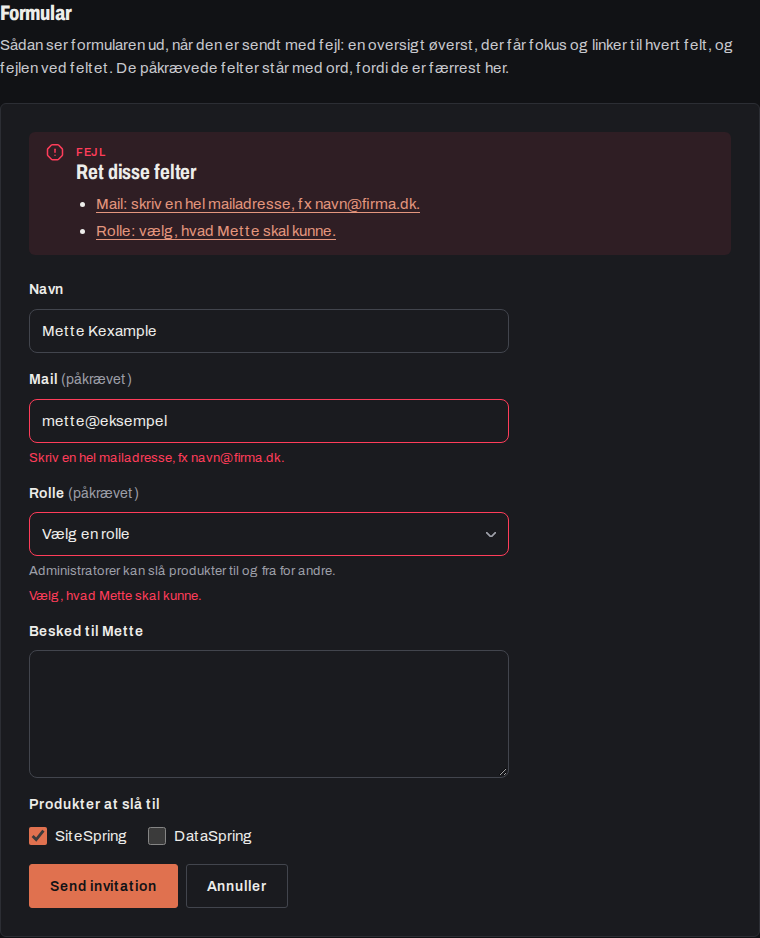 Formular
Sådan ser formularen ud, når den er sendt med fejl: en oversigt øverst, der får fokus og linker til hvert felt, og
fejlen ved feltet. De påkrævede felter står med ord, fordi de er færrest her.
FEJL
Ret disse felter
Mail: skriv en hel mailadresse, fx navn@firma.dk.
Rolle: vælg, hvad Mette skal kunne.
Navn
Mette Kexample
Mail (påkrævet)
mette@eksempel
Skriv en hel mailadresse, fx navn@firma.dk.
Rolle (påkrævet)
Vælg en rolle
Administratorer kan slå produkter til og fra for andre.
Vælg, hvad Mette skal kunne.
Besked til Mette
Produkter at slå til
SiteSpring DataSpring
Send invitation Annuller